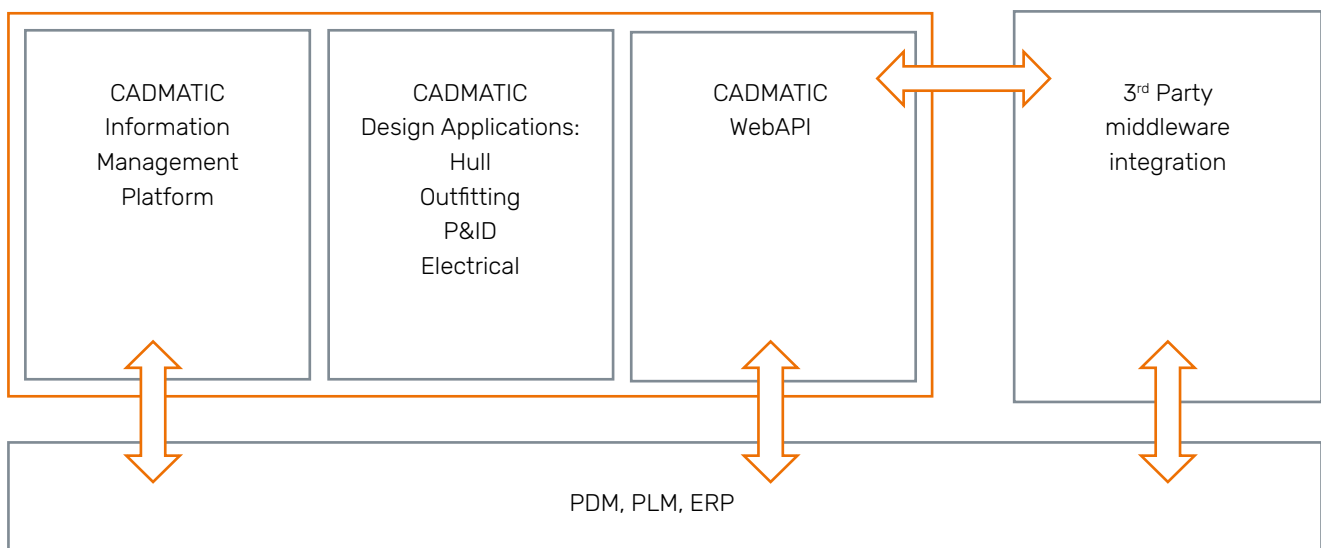 CADMATIC
Information
Management
Platform
CADMATIC
Design Applications:
Hull
Outfitting
P&ID
Electrical
CADMATIC
WebAPI
3rd Party
middleware
integration
PDM, PLM, ERP